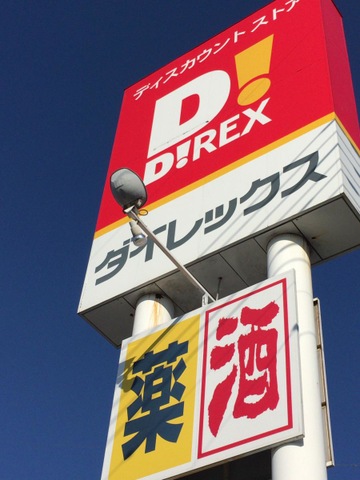 ディスカウント ストア
D!
D!REX
ダイレックス
薬
酒